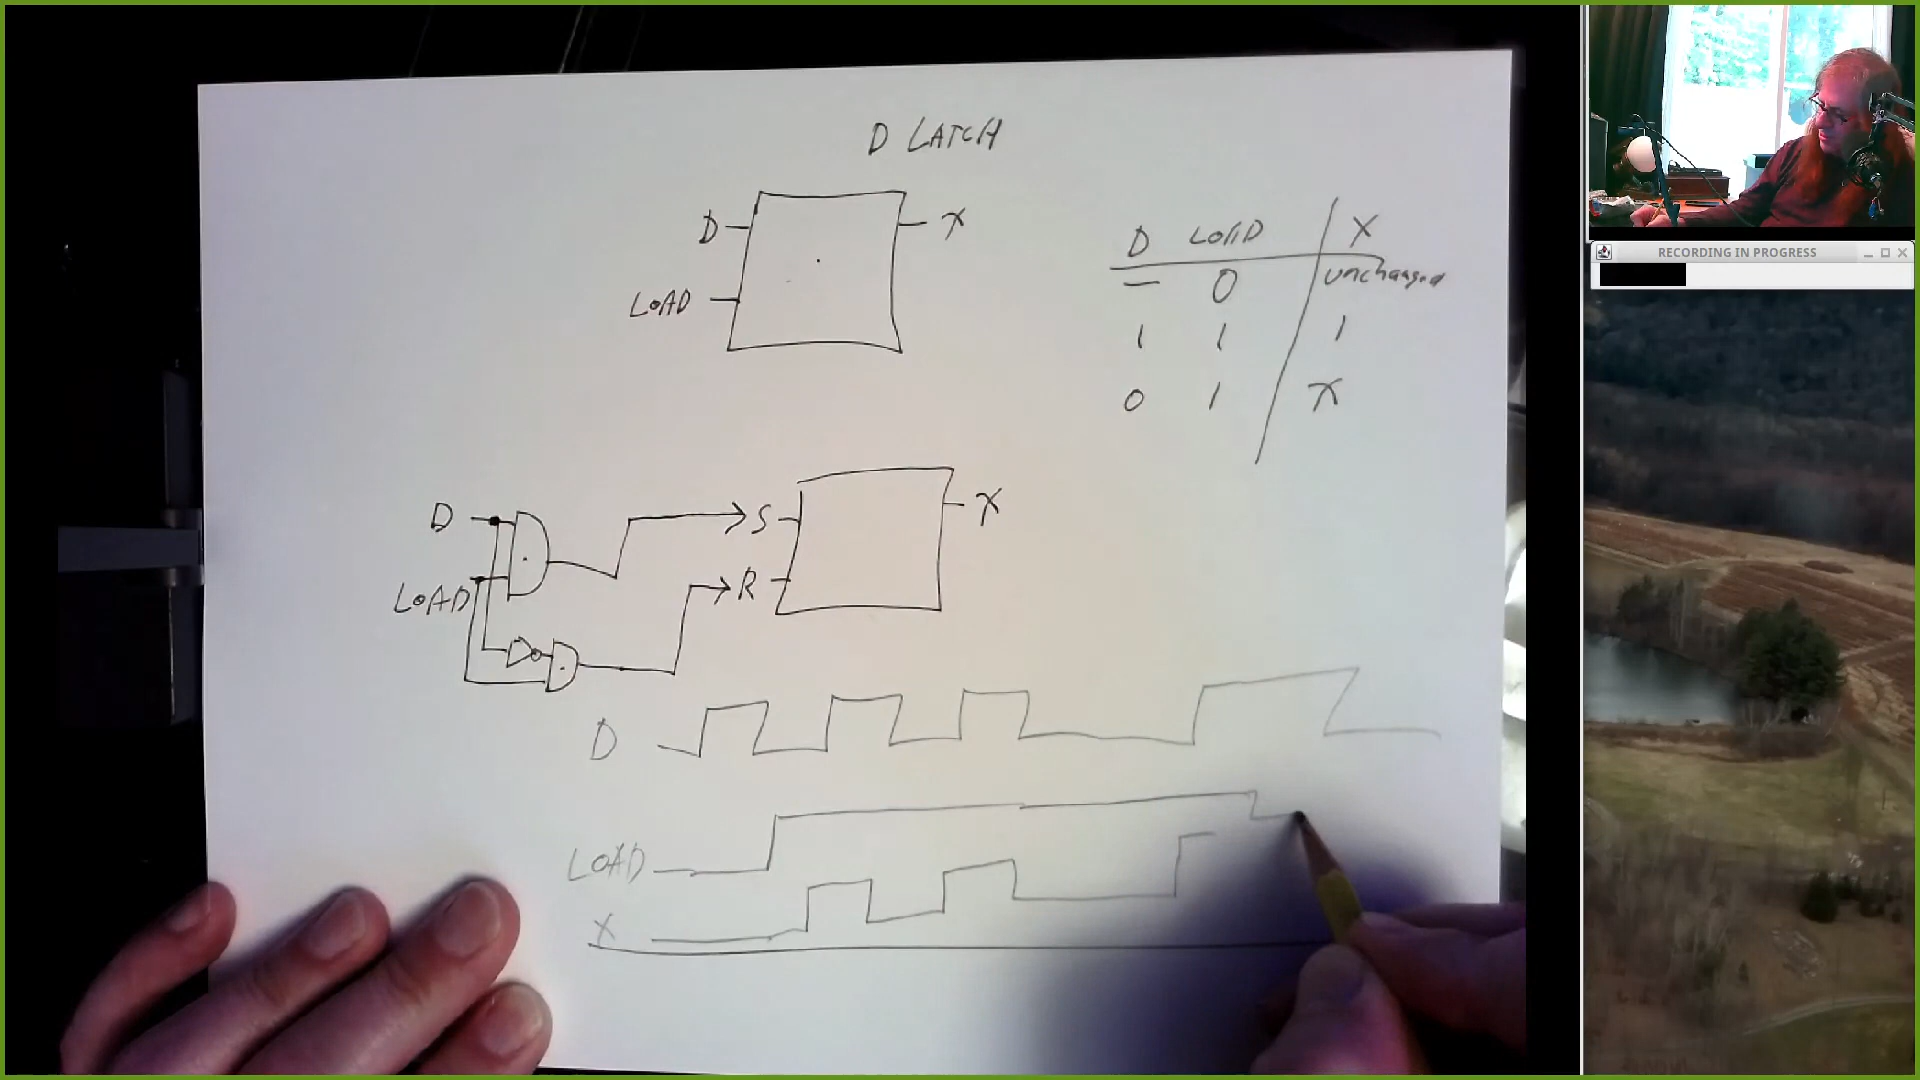 D LATCH
D
X
LOAD
D LOAD X
— 0 unchanged
1 1 1
0 1 X
D
S
X
LOAD
R
D
LOAD
X
RECORDING IN PROGRESS